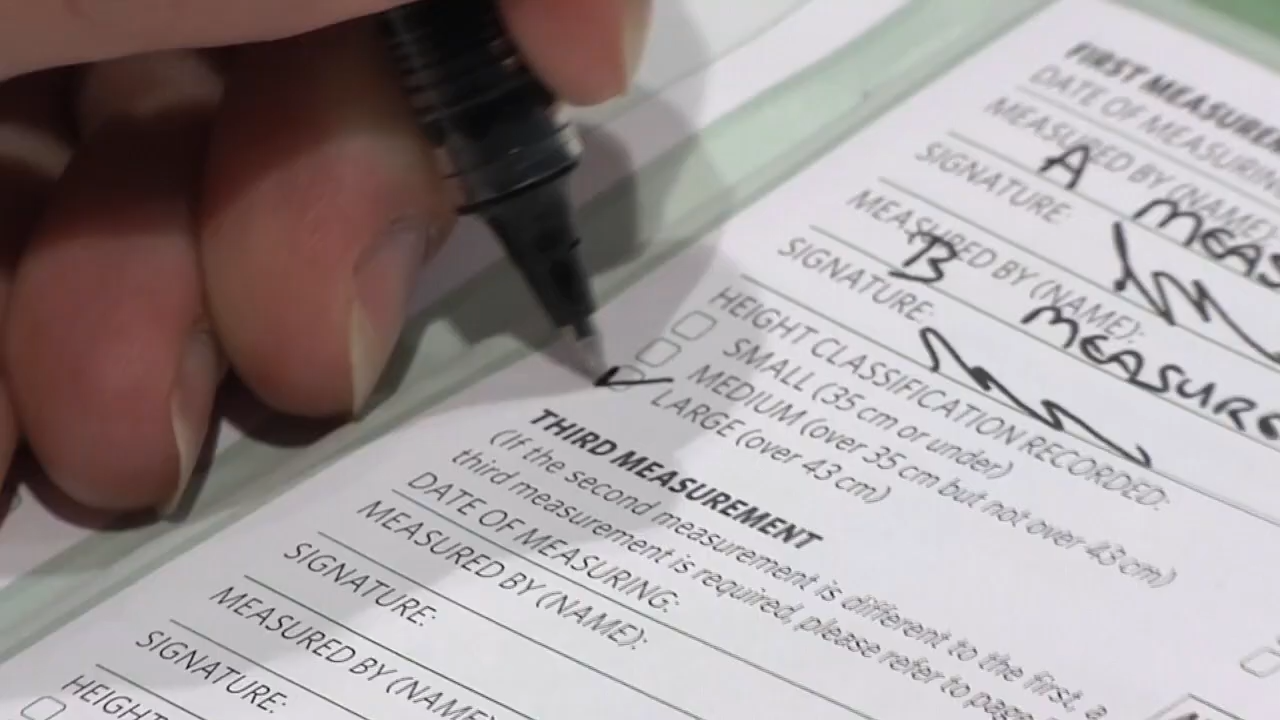 FIRST MEASUREM
DATE OF MEASURING
MEASURED BY (NAME):
A MEAS
SIGNATURE:
MEASURED BY (NAME):
B MEASURE
SIGNATURE:
HEIGHT CLASSIFICATION RECORDED:
SMALL (35 cm or under)
MEDIUM (over 35 cm but not over 43 cm)
LARGE (over 43 cm)
THIRD MEASUREMENT
(If the second measurement is different to the first, a
third measurement is required, please refer to page
DATE OF MEASURING:
MEASURED BY (NAME):
SIGNATURE:
MEASURED BY (NAME)
SIGNATURE:
HEIGHT